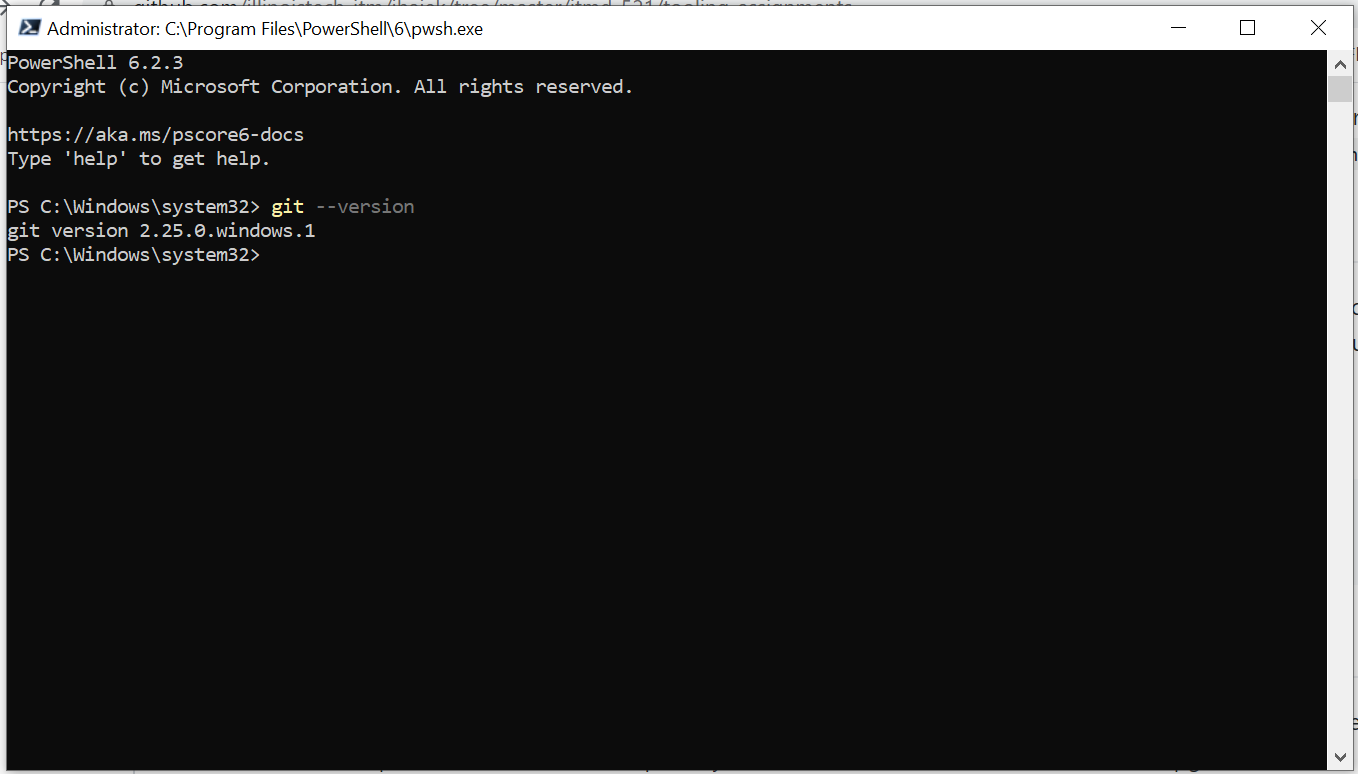 Administrator: C:\Program Files\PowerShell\6\pwsh.exe
PowerShell 6.2.3
Copyright (c) Microsoft Corporation. All rights reserved.
https://aka.ms/pscore6-docs
Type 'help' to get help.
PS C:\Windows\system32> git --version
git version 2.25.0.windows.1
PS C:\Windows\system32>